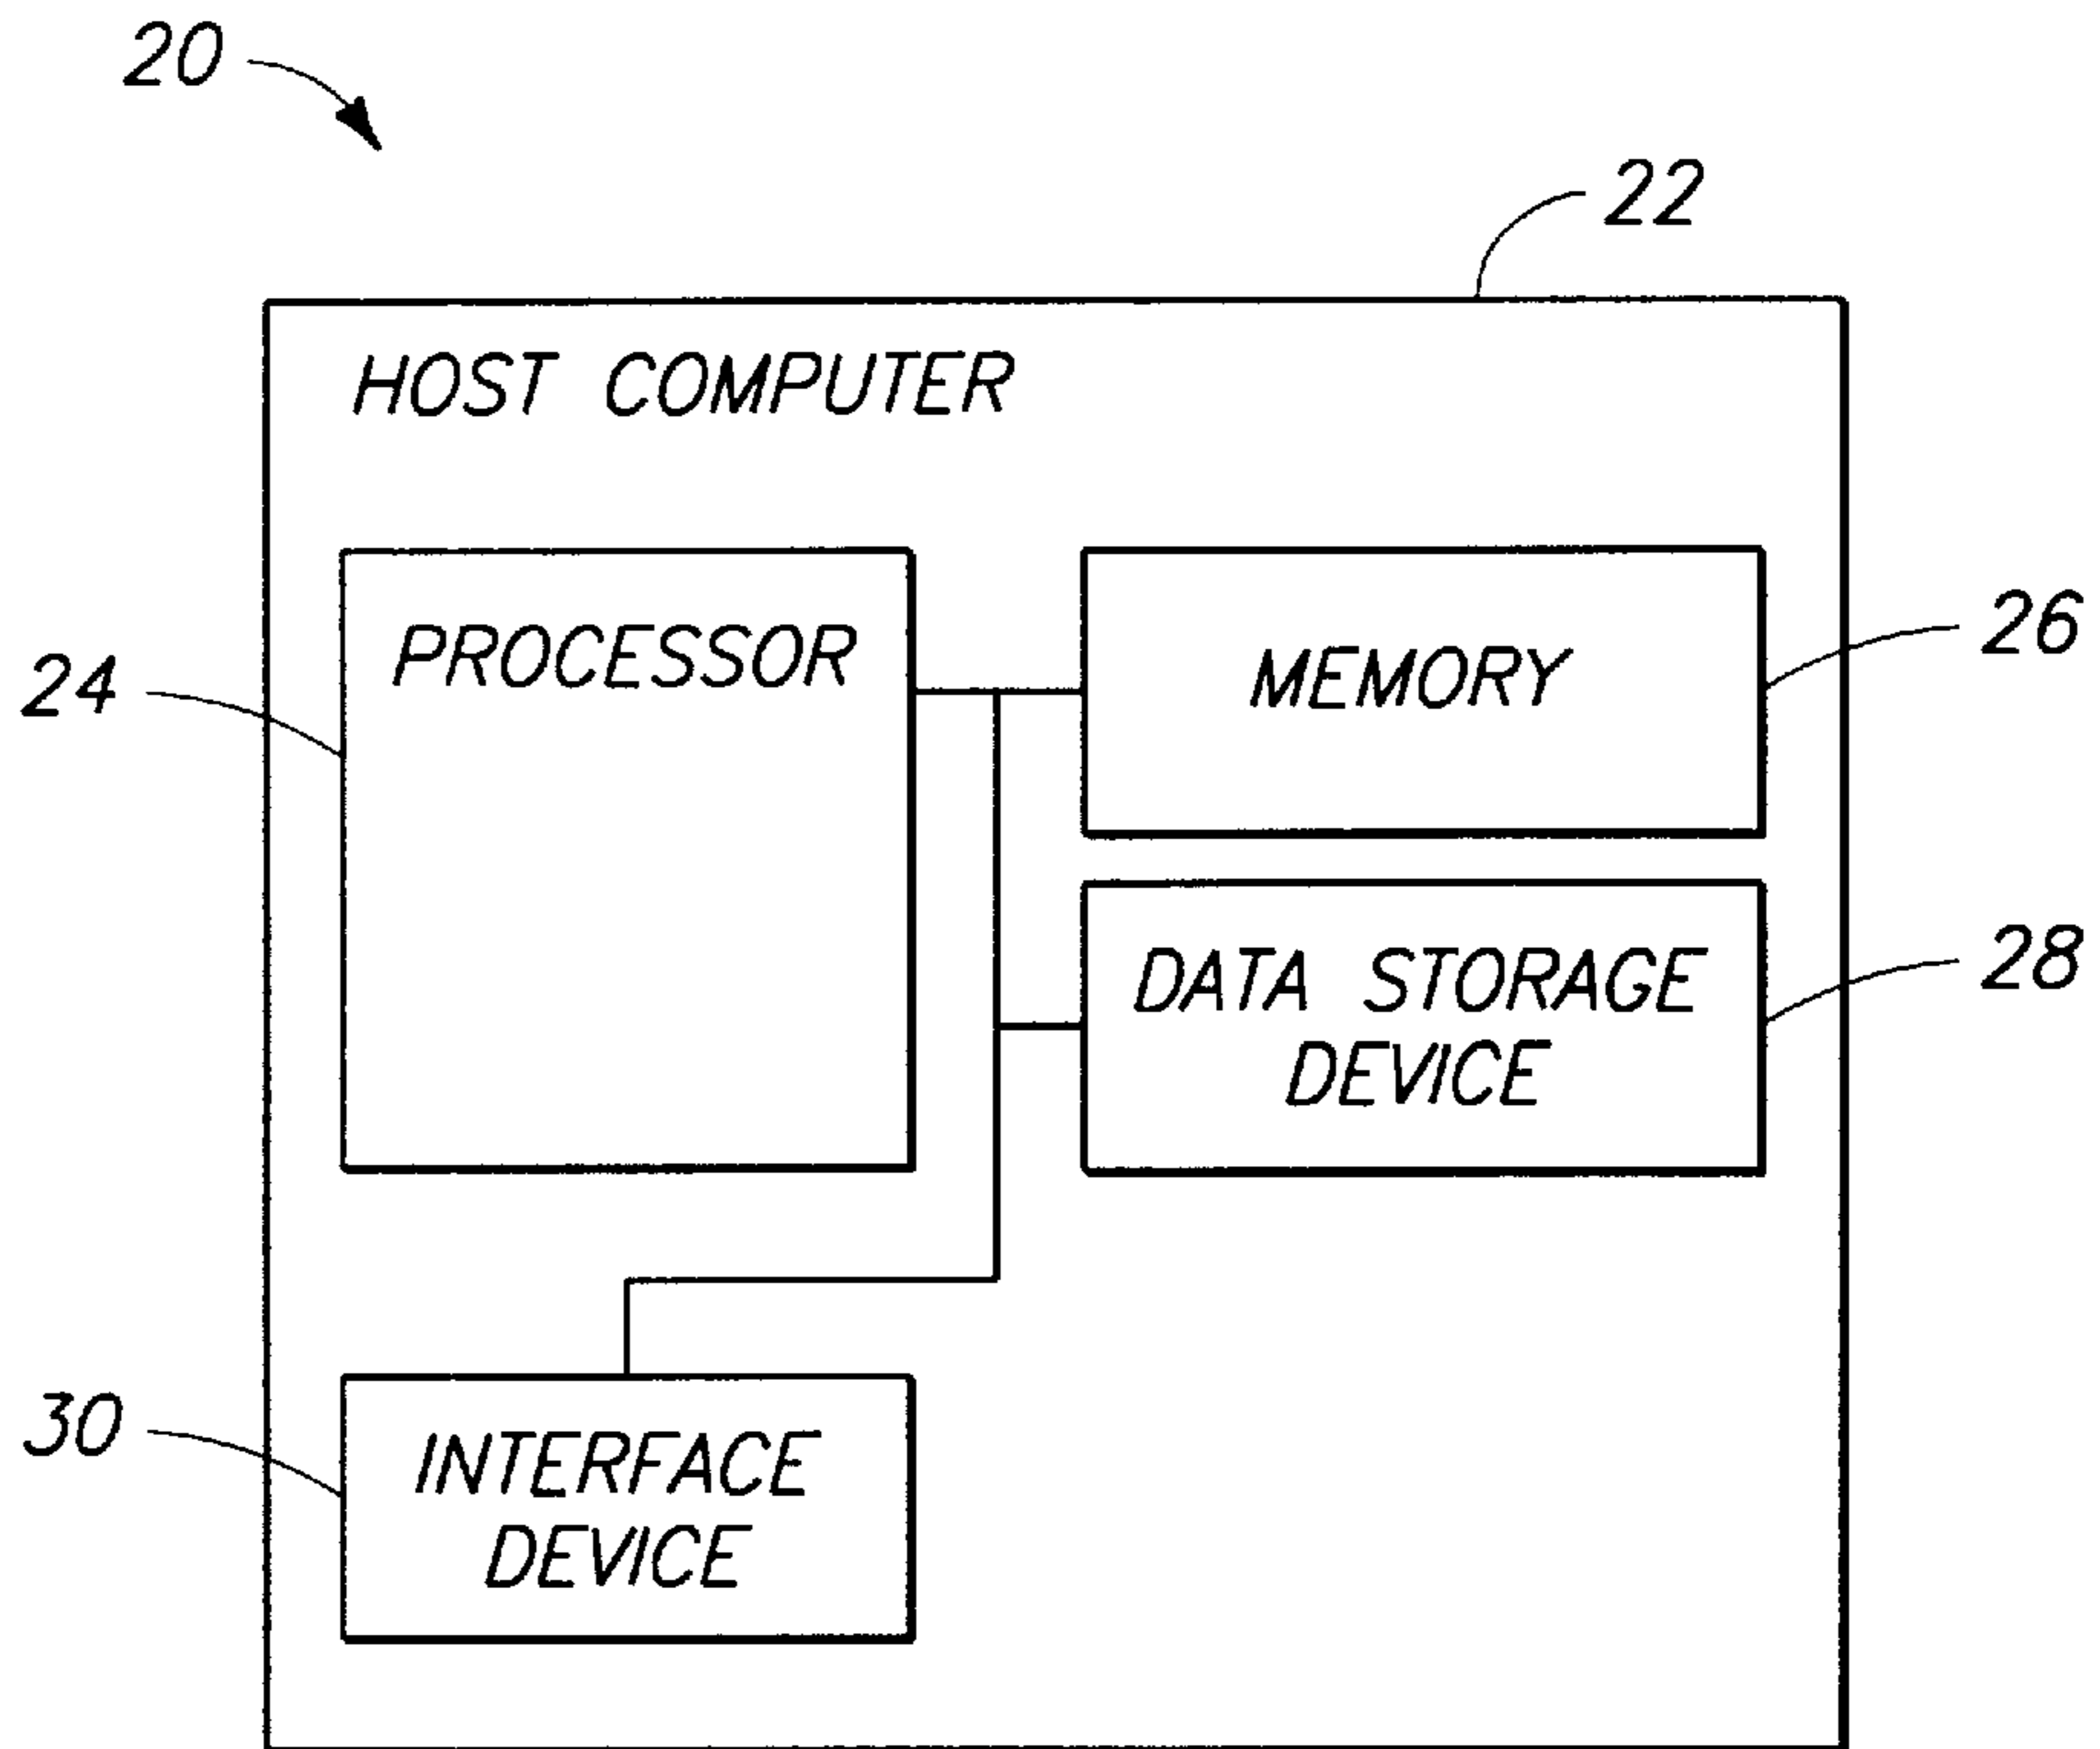 20
22
HOST COMPUTER
PROCESSOR
MEMORY
26
24
DATA STORAGE
DEVICE
28
30
INTERFACE
DEVICE